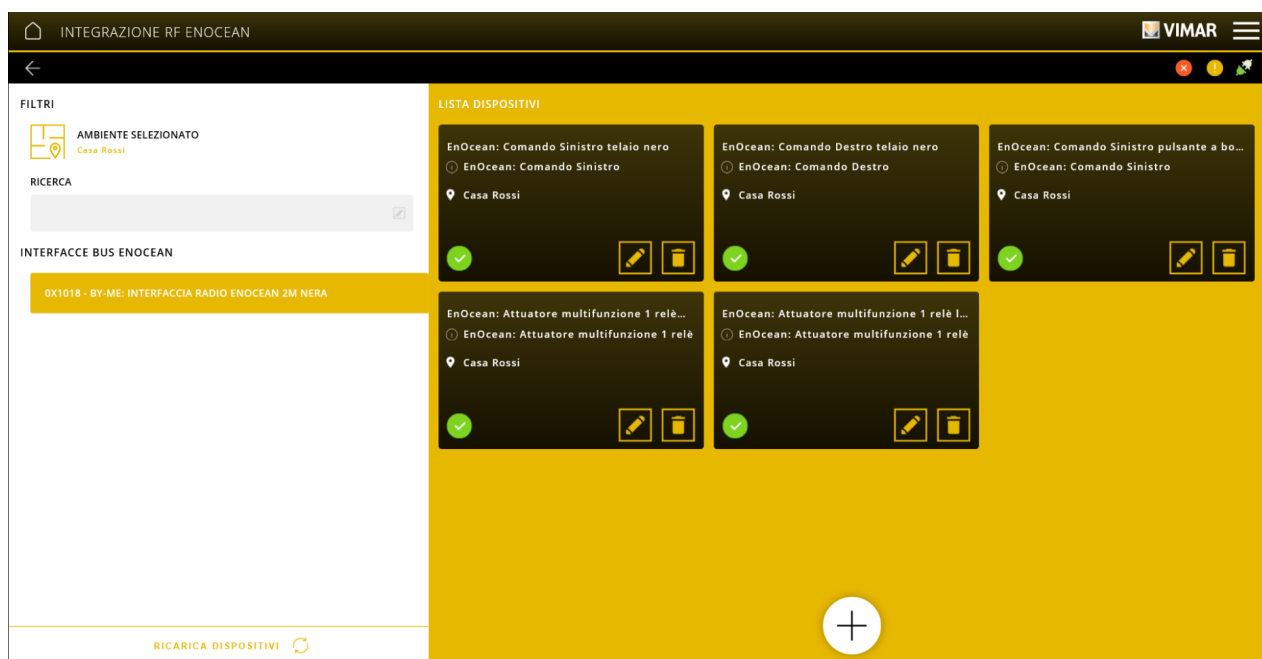 INTEGRAZIONE RF ENOCEAN
VIMAR
FILTRI
AMBIENTE SELEZIONATO
Casa Rossi
RICERCA
INTERFACCE BUS ENOCEAN
0X1018 - BY-ME: INTERFACCIA RADIO ENOCEAN 2M NERA
RICARICA DISPOSITIVI
LISTA DISPOSITIVI
EnOcean: Comando Sinistro telaio nero
EnOcean: Comando Sinistro
Casa Rossi
EnOcean: Comando Destro telaio nero
EnOcean: Comando Destro
Casa Rossi
EnOcean: Comando Sinistro pulsante a bo...
EnOcean: Comando Sinistro
Casa Rossi
EnOcean: Attuatore multifunzione 1 relè...
EnOcean: Attuatore multifunzione 1 relè
Casa Rossi
EnOcean: Attuatore multifunzione 1 relè l...
EnOcean: Attuatore multifunzione 1 relè
Casa Rossi